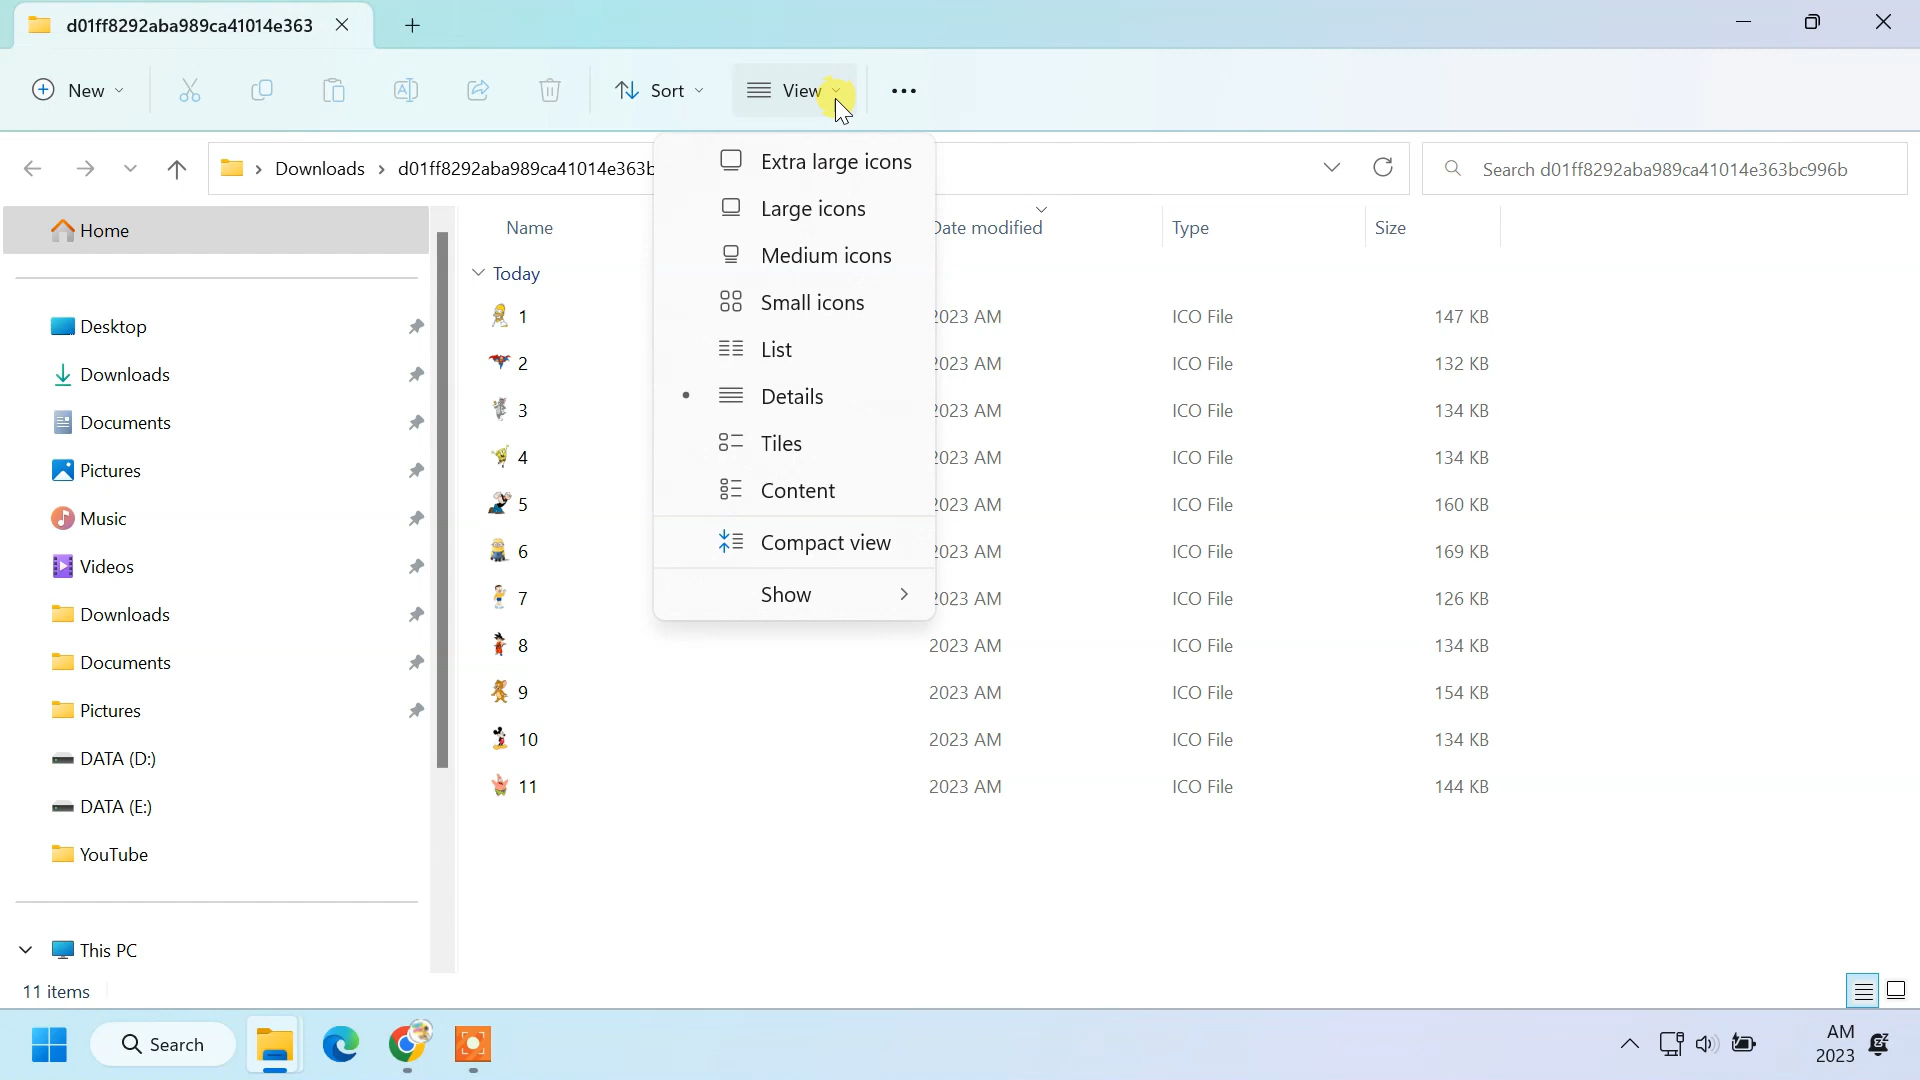 d01ff8292aba989ca41014e363
New
Sort
View
Downloads > d01ff8292aba989ca41014e363b
Search d01ff8292aba989ca41014e363bc996b
Extra large icons
Large icons
Medium icons
Small icons
List
Details
Tiles
Content
Compact view
Show
Home
Desktop
Downloads
Documents
Pictures
Music
Videos
Downloads
Documents
Pictures
DATA (D:)
DATA (E:)
YouTube
This PC
Name Date modified Type Size
Today
1 2023 AM ICO File 147 KB
2 2023 AM ICO File 132 KB
3 2023 AM ICO File 134 KB
4 2023 AM ICO File 134 KB
5 2023 AM ICO File 160 KB
6 2023 AM ICO File 169 KB
7 2023 AM ICO File 126 KB
8 2023 AM ICO File 134 KB
9 2023 AM ICO File 154 KB
10 2023 AM ICO File 134 KB
11 2023 AM ICO File 144 KB
11 items
Search
AM
2023